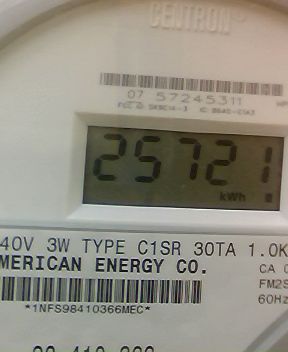 CENTRON
07 57245311
25721
kWh
40V 3W TYPE C1SR 30TA 1.0K
MERICAN ENERGY CO.
CA 0
FM2S
60Hz
*1NFS98410366MEC*